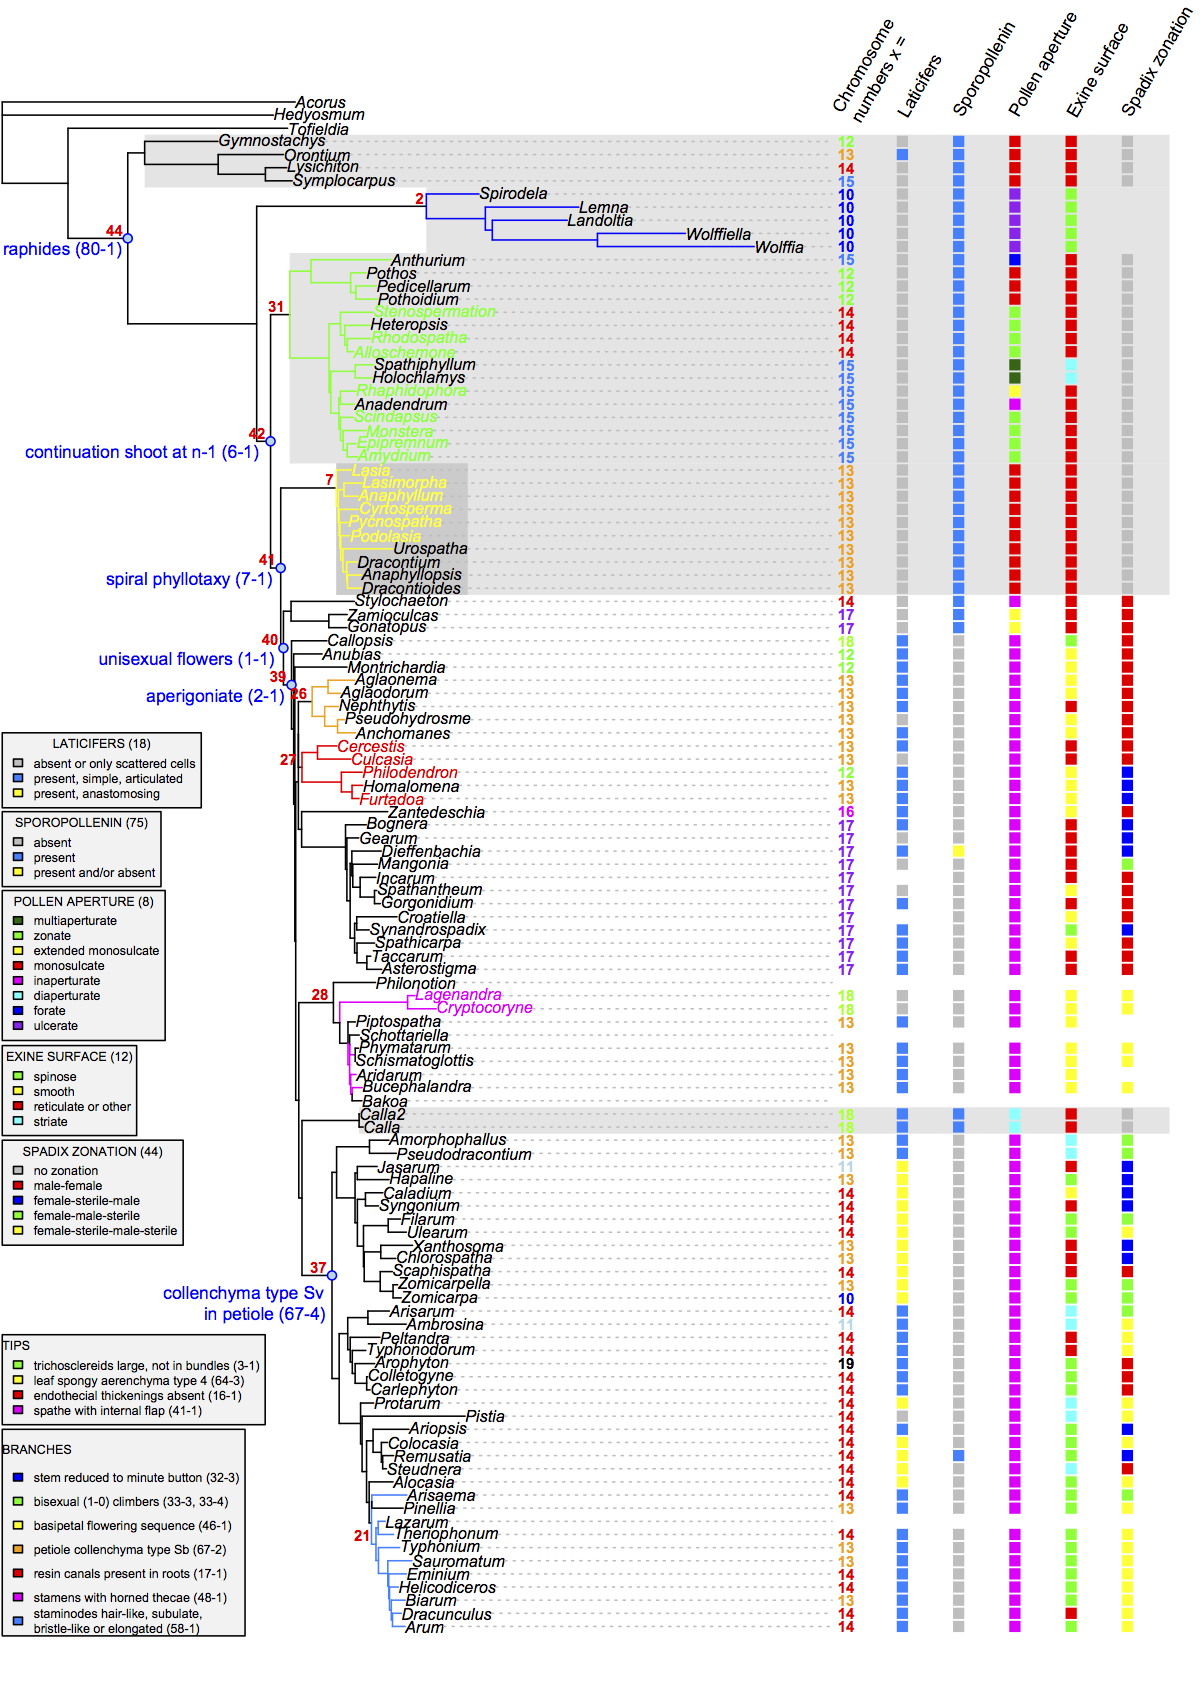 Chromosome
numbers x =
Laticifers
Sporopollenin
Pollen aperture
Exine surface
Spadix zonation
Acorus
Hedyosmum
Tofieldia
Gymnostachys 12
Orontium 13
Lysichiton 14
Symplocarpus 15
2 Spirodela 10
Lemna 10
Landoltia 10
44 Wolffiella 10
raphides (80-1) Wolffia 10
Anthurium 15
Pothos 12
Pedicellarum 12
Pothoidium 12
31 Stenospermation 14
Heteropsis 14
Rhodospatha 14
Alloschemone 14
Spathiphyllum 15
Holochlamys 15
Rhaphidophora 15
Anadendrum 15
Scindapsus 15
42 Monstera 15
Epipremnum 15
continuation shoot at n-1 (6-1) Amydrium 15
7 Lasia 13
Lasimorpha 13
Anaphyllum 13
Cyrtosperma 13
Pycnospatha 13
Podolasia 13
Urospatha 13
41 Dracontium 13
spiral phyllotaxy (7-1) Anaphyllopsis 13
Dracontioides 13
Stylochaeton 14
Zamioculcas 17
Gonatopus 17
40 Callopsis 18
unisexual flowers (1-1) Anubias 12
Montrichardia 12
39 Aglaonema 13
aperigoniate (2-1) 26 Aglaodorum 13
Nephthytis 13
Pseudohydrosme 13
Anchomanes 13
Cercestis 13
27 Culcasia 13
Philodendron 12
Homalomena 13
Furtadoa 13
Zantedeschia 16
Bognera 17
Gearum 17
Dieffenbachia 17
Mangonia 17
Incarum 17
Spathantheum 17
Gorgonidium 17
Croatiella 17
Synandrospadix 17
Spathicarpa 17
Taccarum 17
Asterostigma 17
Philonotion
28 Lagenandra 18
Cryptocoryne 18
Piptospatha 13
Schottariella
Phymatarum 13
Schismatoglottis 13
Aridarum 13
Bucephalandra 13
Bakoa
Calla2 18
Calla 18
Amorphophallus 13
Pseudodracontium 13
Jasarum 11
Hapaline 13
Caladium 14
Syngonium 14
Filarum 14
Ulearum 14
Xanthosoma 13
Chlorospatha 13
37 Scaphispatha 14
Zomicarpella 13
collenchyma type Sv
in petiole (67-4)
Zomicarpa 10
Arisarum 14
Ambrosina 11
Peltandra 14
Typhonodorum 14
Arophyton 19
Colletogyne 14
Carlephyton 14
Protarum 14
Pistia 14
Ariopsis 14
Colocasia 14
Remusatia 14
Steudnera 14
Alocasia 14
Arisaema 14
Pinellia 13
Lazarum
21 Theriophonum 14
Typhonium 13
Sauromatum 13
Eminium 14
Helicodiceros 14
Biarum 13
Dracunculus 14
Arum 14
LATICIFERS (18)
absent or only scattered cells
present, simple, articulated
present, anastomosing
SPOROPOLLENIN (75)
absent
present
present and/or absent
POLLEN APERTURE (8)
multiaperturate
zonate
extended monosulcate
monosulcate
inaperturate
diaperturate
forate
ulcerate
EXINE SURFACE (12)
spinose
smooth
reticulate or other
striate
SPADIX ZONATION (44)
no zonation
male-female
female-sterile-male
female-male-sterile
female-sterile-male-sterile
TIPS
trichosclereids large, not in bundles (3-1)
leaf spongy aerenchyma type 4 (64-3)
endothecial thickenings absent (16-1)
spathe with internal flap (41-1)
BRANCHES
stem reduced to minute button (32-3)
bisexual (1-0) climbers (33-3, 33-4)
basipetal flowering sequence (46-1)
petiole collenchyma type Sb (67-2)
resin canals present in roots (17-1)
stamens with horned thecae (48-1)
staminodes hair-like, subulate,
bristle-like or elongated (58-1)